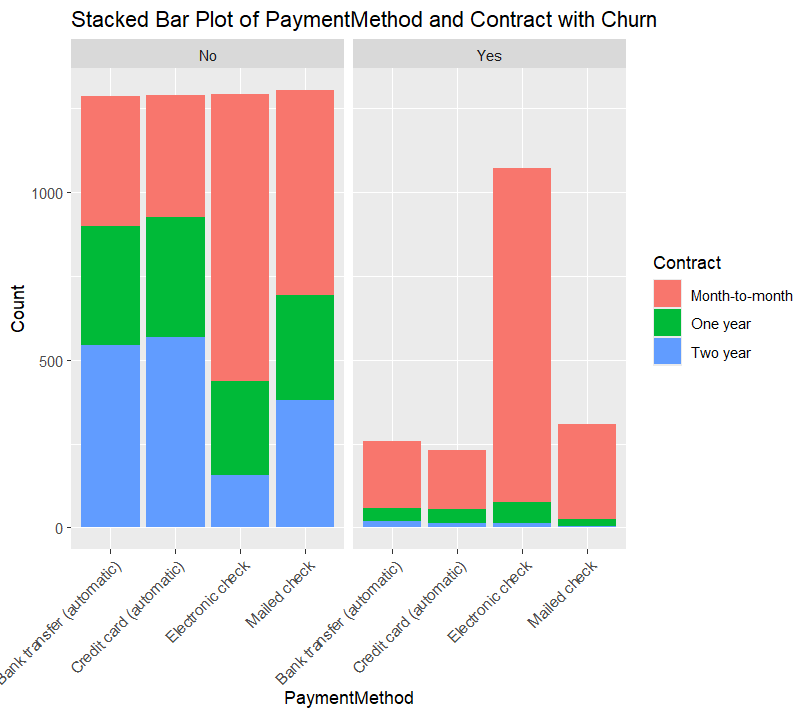 Stacked Bar Plot of PaymentMethod and Contract with Churn
No
Yes
Count
1000
500
0
Bank transfer (automatic)
Credit card (automatic)
Electronic check
Mailed check
Bank transfer (automatic)
Credit card (automatic)
Electronic check
Mailed check
PaymentMethod
Contract
Month-to-month
One year
Two year